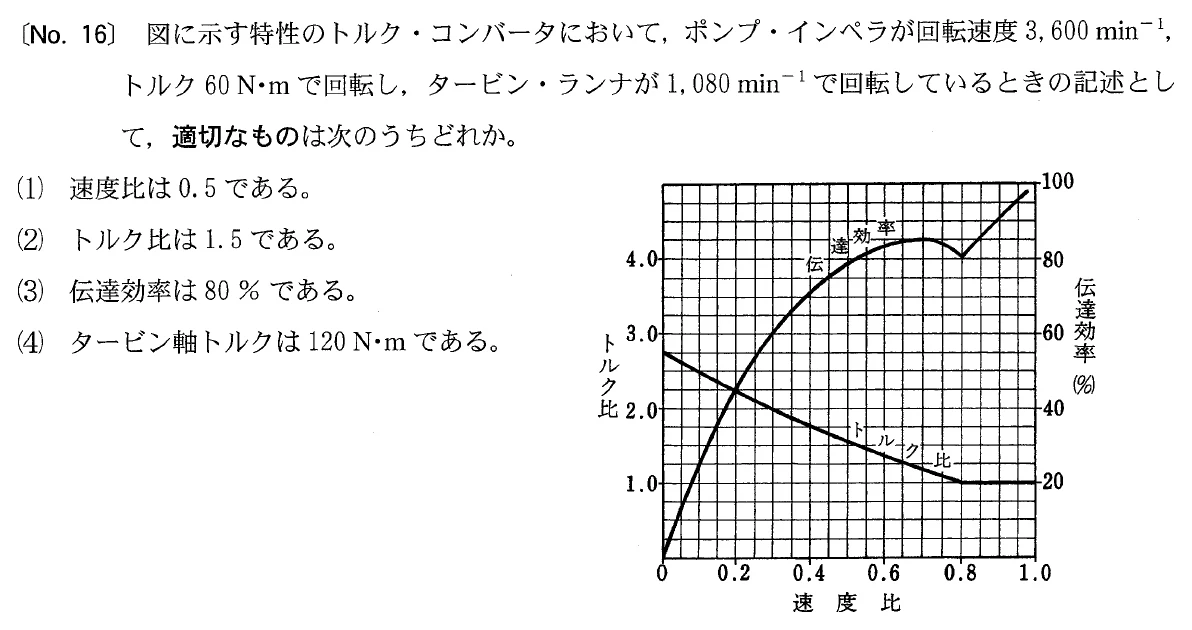 〔No. 16〕 図に示す特性のトルク・コンバータにおいて，ポンプ・インペラが回転速度 3,600 min⁻¹，
トルク 60 N・m で回転し，タービン・ランナが 1,080 min⁻¹ で回転しているときの記述とし
て，適切なものは次のうちどれか。
(1) 速度比は 0.5 である。
(2) トルク比は 1.5 である。
(3) 伝達効率は 80 % である。
(4) タービン軸トルクは 120 N・m である。
100
伝達効率
4.0
80
3.0
60
トルク比
伝達効率(%)
2.0
40
トルク比
1.0
20
0 0.2 0.4 0.6 0.8 1.0
速度比